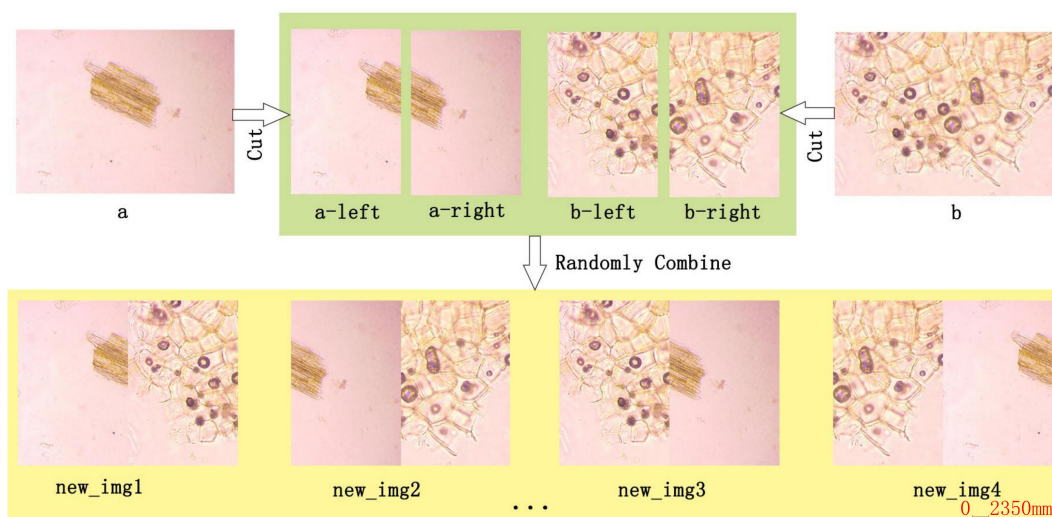 Cut
Cut
a
a-left
a-right
b-left
b-right
b
Randomly Combine
new_img1
new_img2
new_img3
new_img4
...
0__2350mm